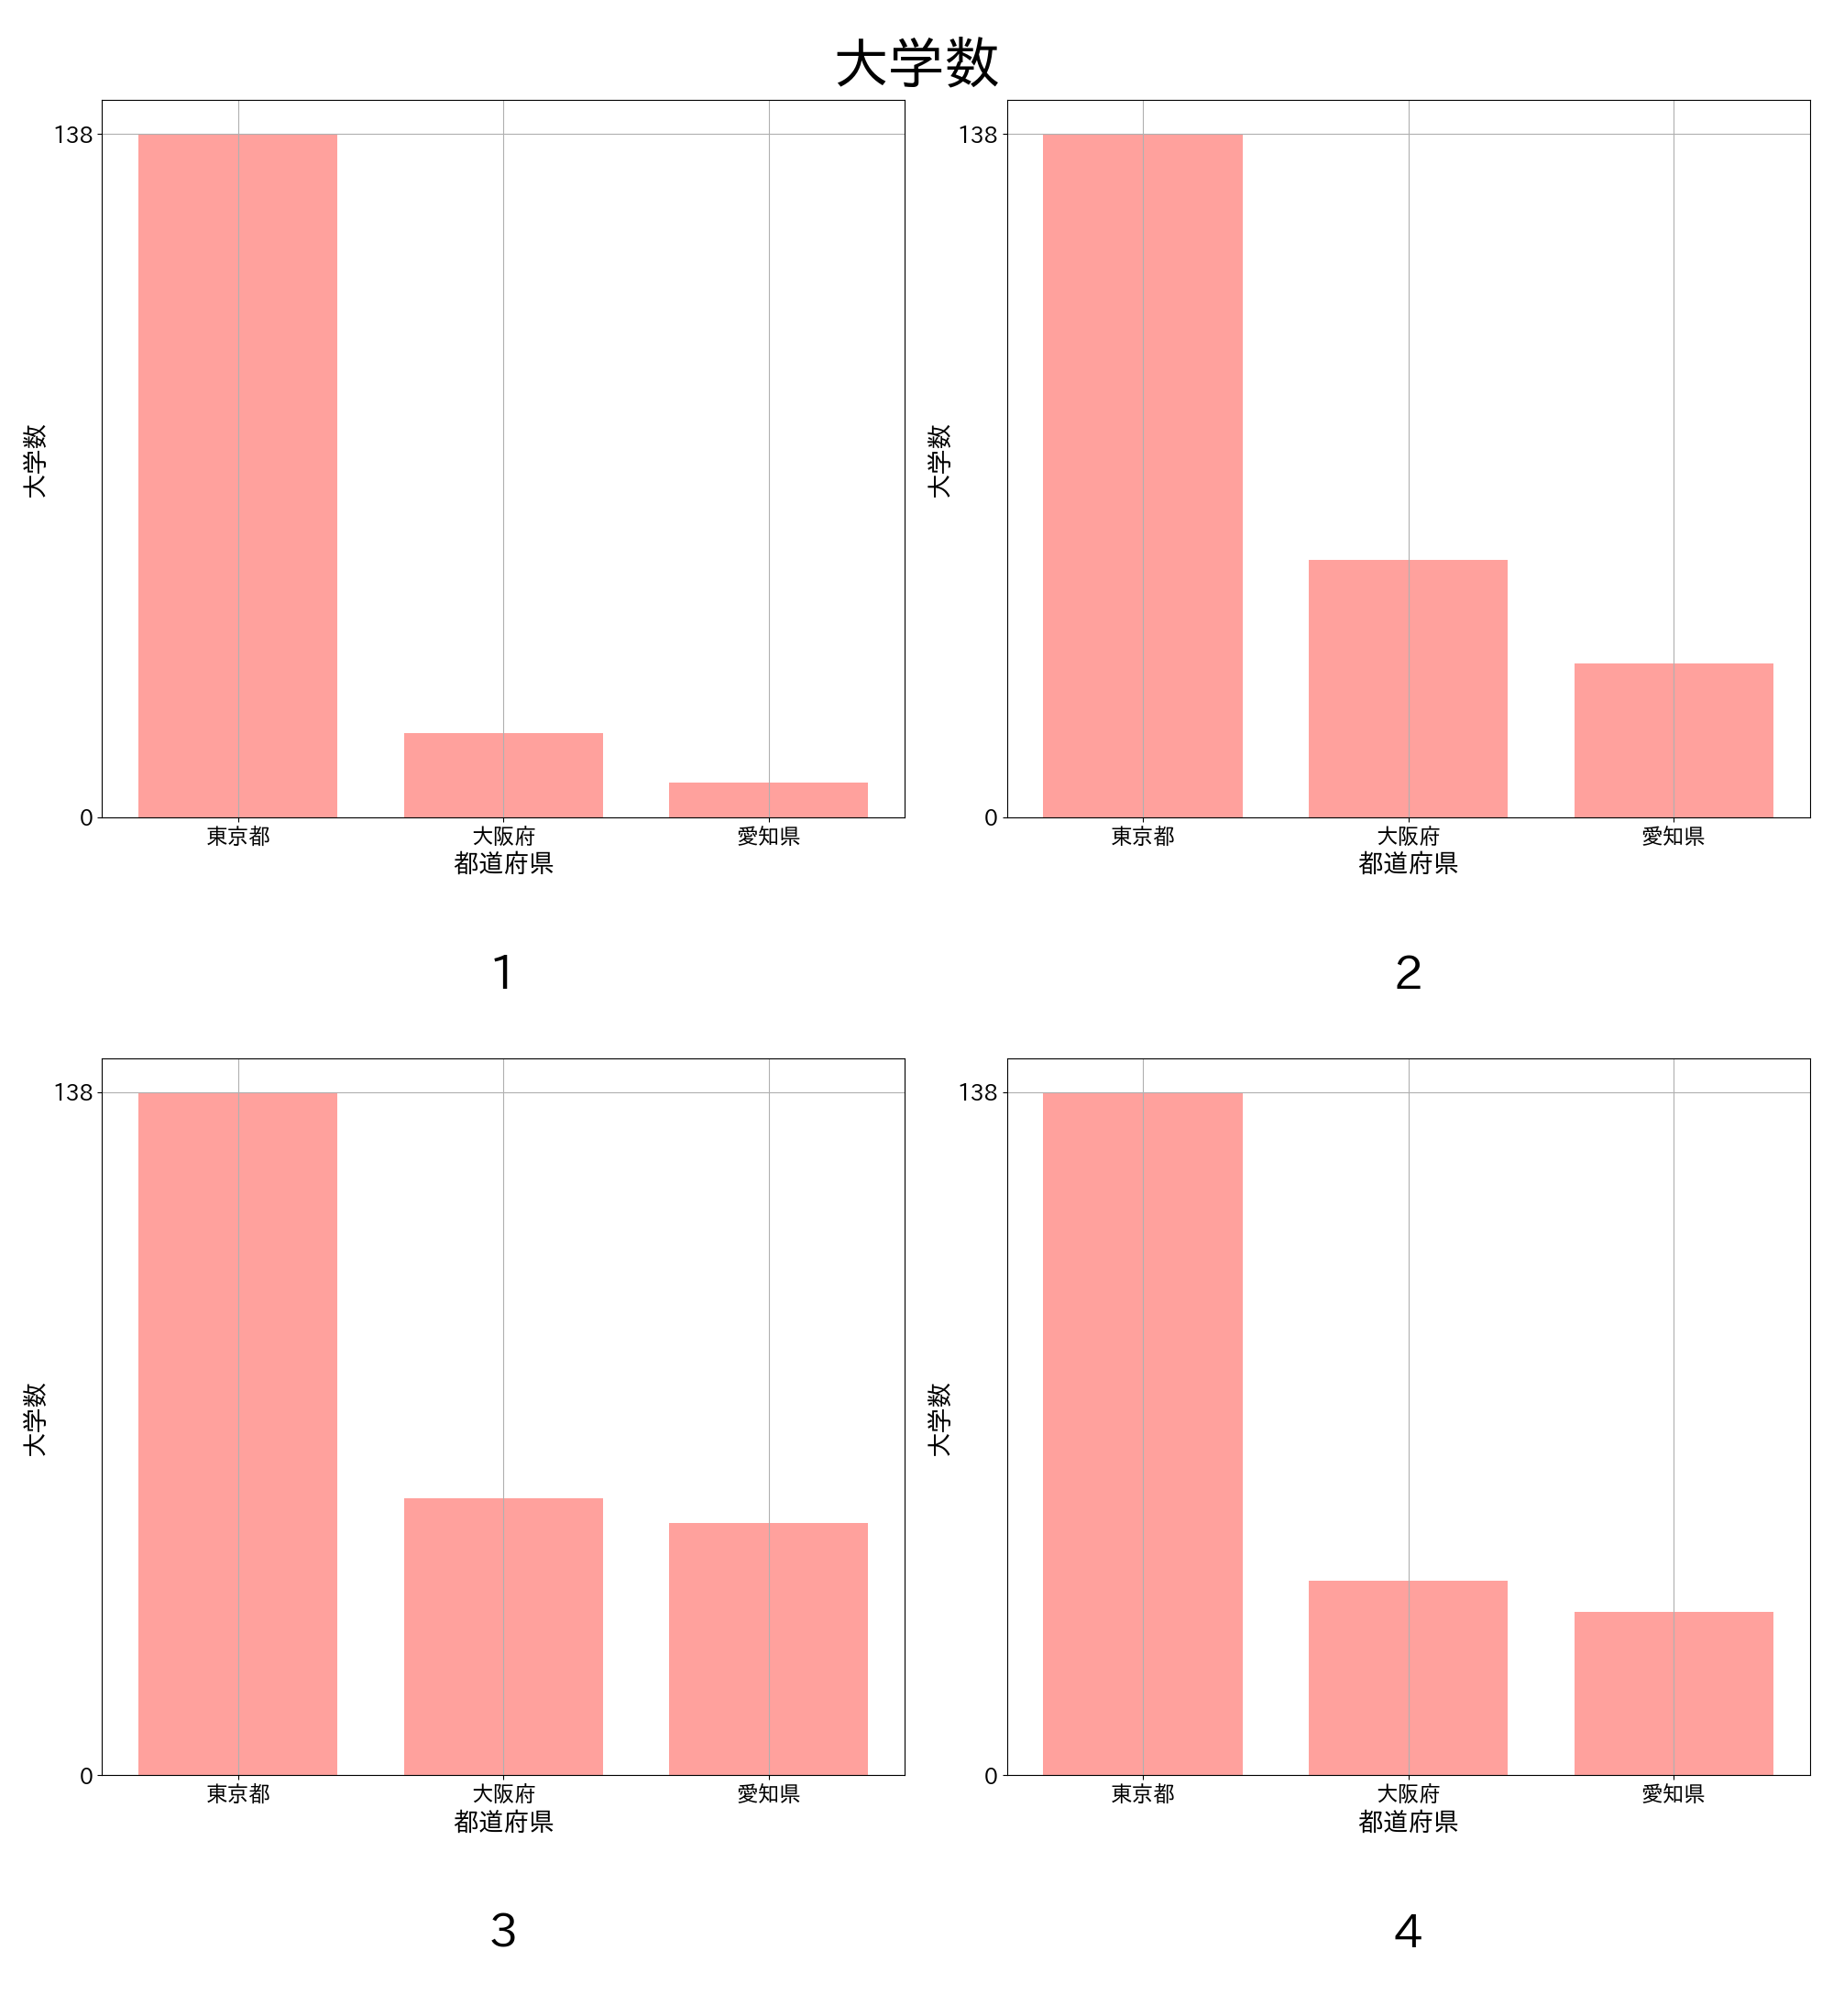 大学数
138
0
大学数
東京都 大阪府 愛知県
都道府県
1
138
0
大学数
東京都 大阪府 愛知県
都道府県
2
138
0
大学数
東京都 大阪府 愛知県
都道府県
3
138
0
大学数
東京都 大阪府 愛知県
都道府県
4